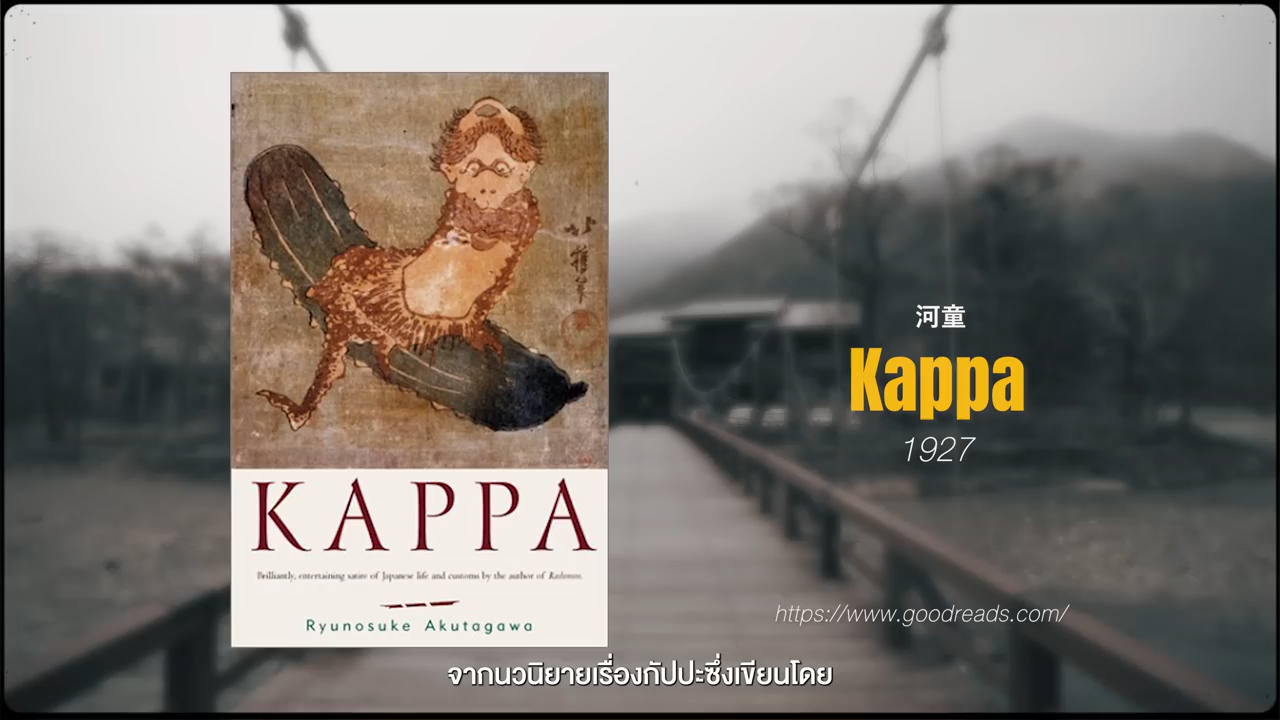 KAPPA
Brilliantly, entertaining satire of Japanese life and customs by the author of Rashomon.
Ryunosuke Akutagawa
河童
Kappa
1927
https://www.goodreads.com/
จากนวนิยายเรื่องกัปปะซึ่งเขียนโดย